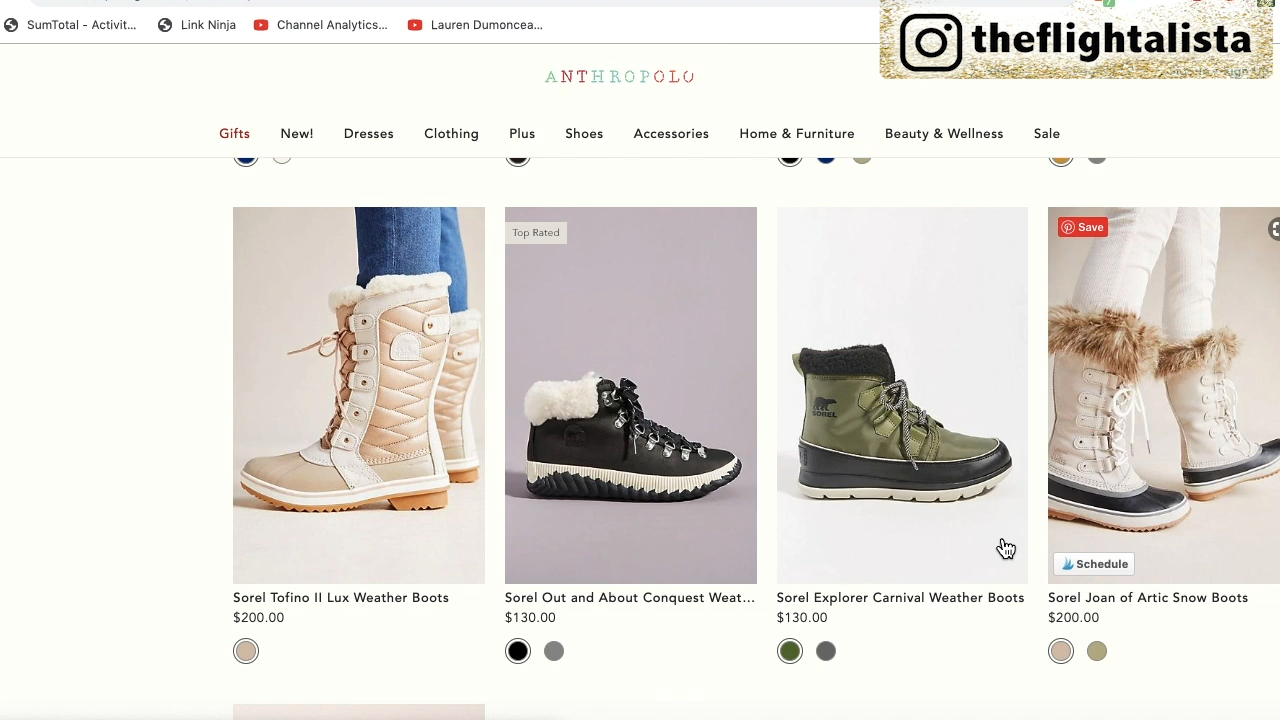 SumTotal - Activit...
Link Ninja
Channel Analytics...
Lauren Dumoncea...
theflightalista
ANTHROPOLO
Gifts
New!
Dresses
Clothing
Plus
Shoes
Accessories
Home & Furniture
Beauty & Wellness
Sale
Top Rated
Save
SOREL
Schedule
Sorel Tofino II Lux Weather Boots
$200.00
Sorel Out and About Conquest Weat...
$130.00
Sorel Explorer Carnival Weather Boots
$130.00
Sorel Joan of Artic Snow Boots
$200.00